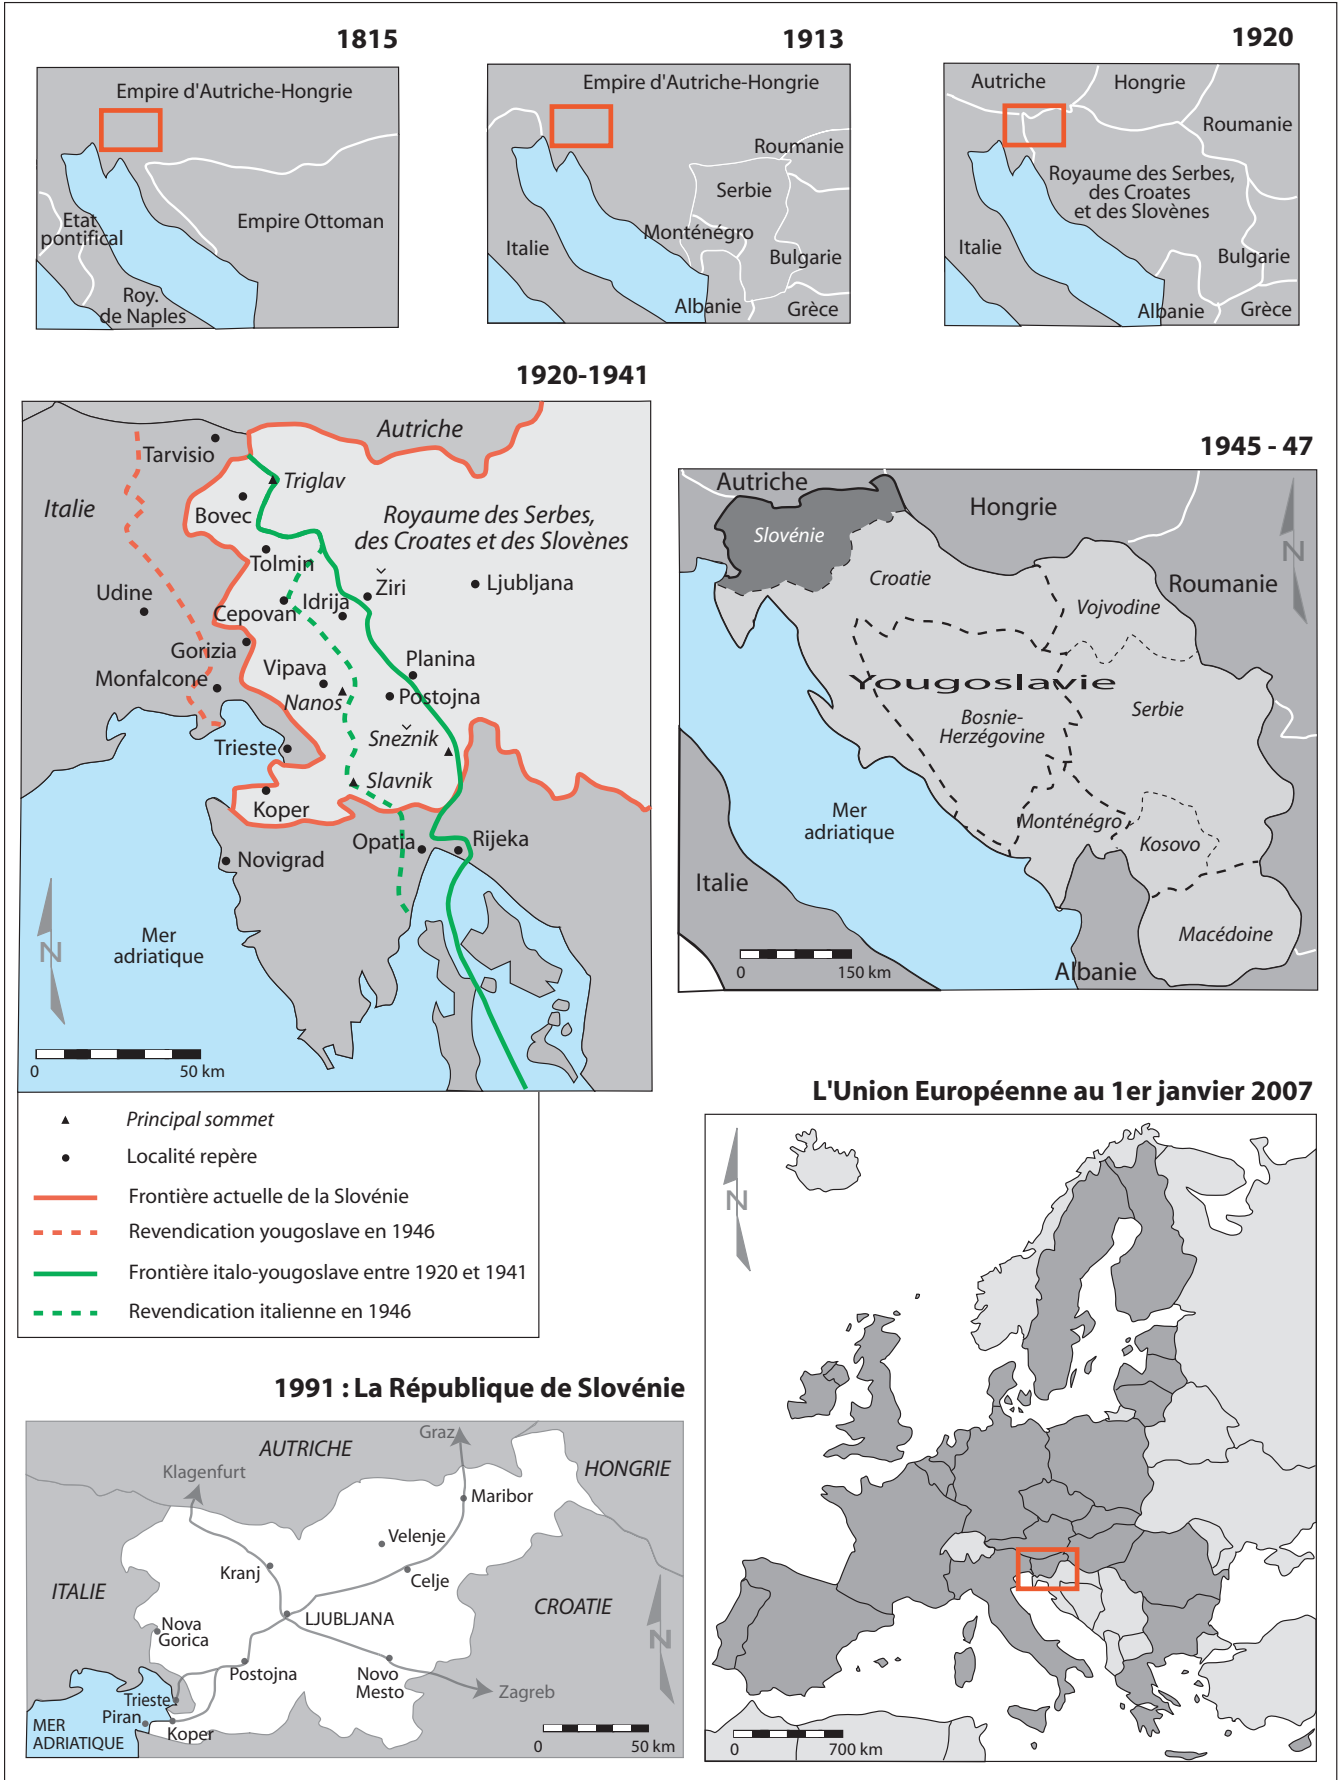 1815
Empire d'Autriche-Hongrie
Etat
pontifical
Empire Ottoman
Roy.
de Naples
1913
Empire d'Autriche-Hongrie
Roumanie
Serbie
Monténégro
Italie
Bulgarie
Albanie
Grèce
1920
Autriche
Hongrie
Roumanie
Royaume des Serbes,
des Croates
et des Slovènes
Italie
Bulgarie
Albanie
Grèce
1920-1941
Autriche
Tarvisio
Triglav
Italie
Bovec
Royaume des Serbes,
des Croates et des Slovènes
Tolmin
Žiri
Ljubljana
Udine
Cepovan
Idrija
Gorizia
Planina
Vipava
Monfalcone
Nanos
Postojna
Snežnik
Trieste
Slavnik
Koper
Opatia
Rijeka
Novigrad
Mer
adriatique
N
0
50 km
Principal sommet
Localité repère
Frontière actuelle de la Slovénie
Revendication yougoslave en 1946
Frontière italo-yougoslave entre 1920 et 1941
Revendication italienne en 1946
1945 - 47
Autriche
Hongrie
Slovénie
N
Croatie
Roumanie
Vojvodine
Yougoslavie
Bosnie-
Herzégovine
Serbie
Mer
adriatique
Monténégro
Kosovo
Italie
Macédoine
Albanie
0
150 km
L'Union Européenne au 1er janvier 2007
N
0
700 km
1991 : La République de Slovénie
Graz
AUTRICHE
HONGRIE
Klagenfurt
Maribor
Velenje
Kranj
Celje
ITALIE
LJUBLJANA
CROATIE
Nova
Gorica
N
Postojna
Novo
Mesto
Zagreb
Trieste
Piran
Koper
MER
ADRIATIQUE
0
50 km